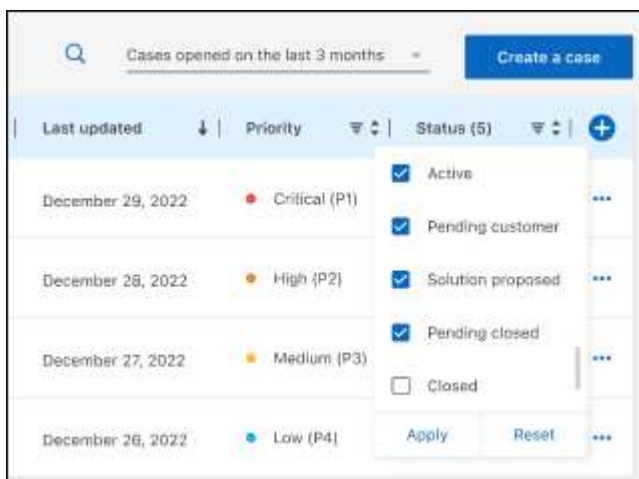 Cases opened on the last 3 months
Create a case
Last updated
Priority
Status (5)
Active
December 29, 2022
Critical (P1)
Pending customer
December 28, 2022
High (P2)
Solution proposed
Pending closed
December 27, 2022
Medium (P3)
Closed
December 26, 2022
Low (P4)
Apply
Reset